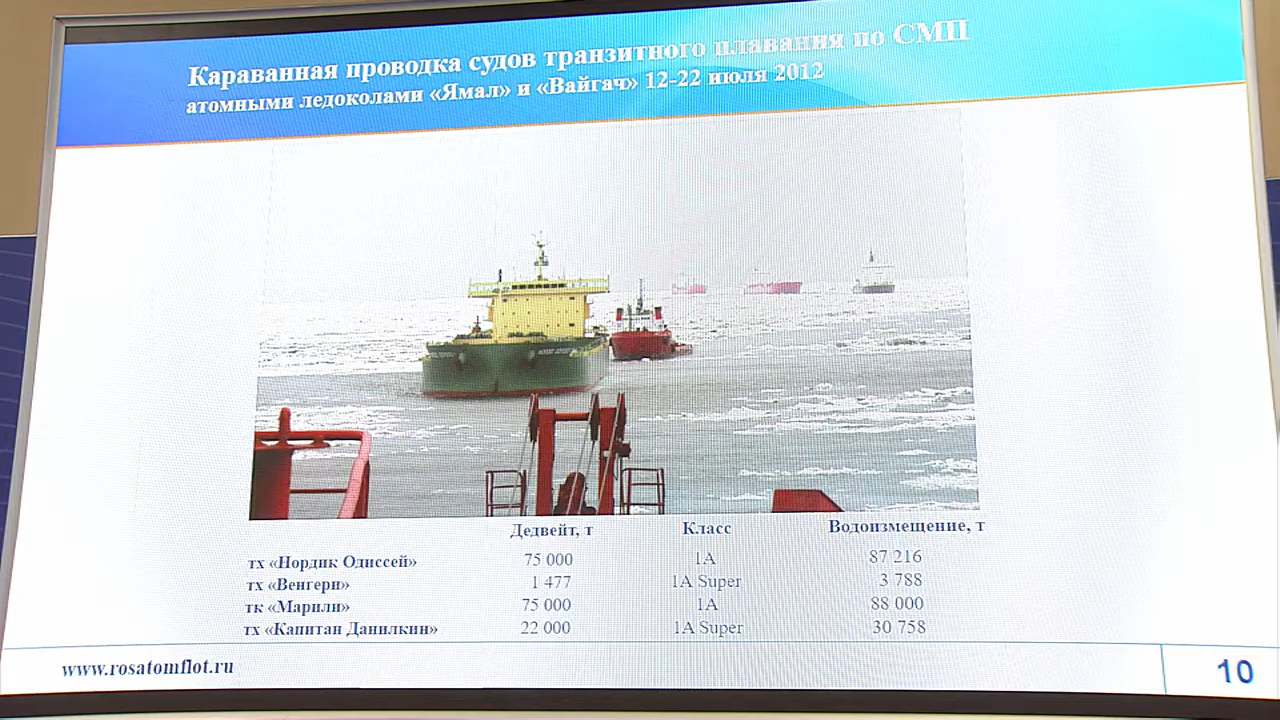 Караванная проводка судов транзитного плавания по СМП
атомными ледоколами «Ямал» и «Вайгач» 12-22 июля 2012
Дедвейт, т Класс Водоизмещение, т
тх «Нордик Одиссей» 75 000 1А 87 216
тх «Венгери» 1 477 1А Super 3 788
тк «Марили» 75 000 1А 88 000
тх «Капитан Данилкин» 22 000 1А Super 30 758
www.rosatomflot.ru
10